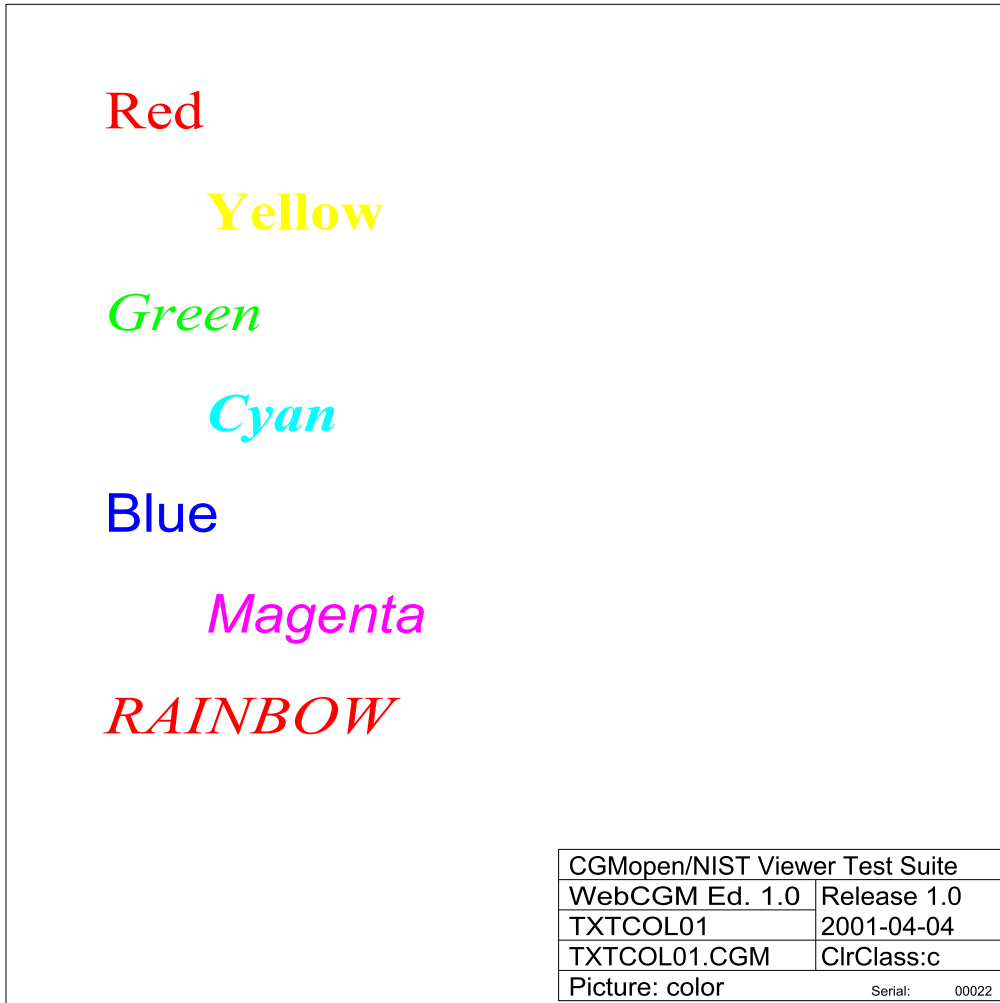 Red
Yellow
Green
Cyan
Blue
Magenta
RAINBOW
CGMopen/NIST Viewer Test Suite
WebCGM Ed. 1.0 Release 1.0
TXTCOL01 2001-04-04
TXTCOL01.CGM ClrClass:c
Picture: color Serial: 00022